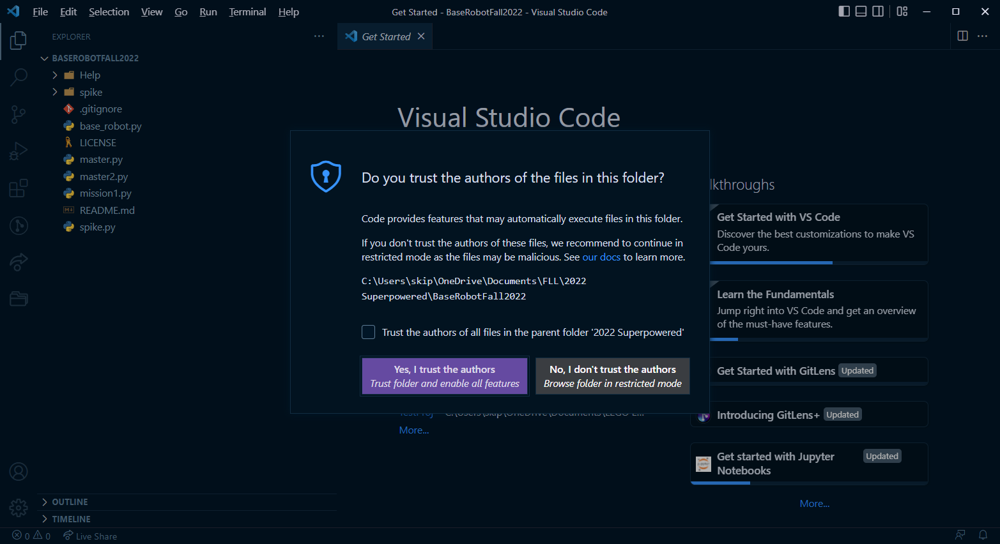 File Edit Selection View Go Run Terminal Help
Get Started - BaseRobotFall2022 - Visual Studio Code
EXPLORER
Get Started
BASEROBOTFALL2022
Help
spike
.gitignore
base_robot.py
LICENSE
master.py
master2.py
mission1.py
README.md
spike.py
OUTLINE
TIMELINE
Visual Studio Code
Do you trust the authors of the files in this folder?
Code provides features that may automatically execute files in this folder.
If you don't trust the authors of these files, we recommend to continue in
restricted mode as the files may be malicious. See our docs to learn more.
C:\Users\skip\OneDrive\Documents\FLL\2022
Superpowered\BaseRobotFall2022
Trust the authors of all files in the parent folder '2022 Superpowered'
Yes, I trust the authors
Trust folder and enable all features
No, I don't trust the authors
Browse folder in restricted mode
More...
lkthroughs
Get Started with VS Code
Discover the best customizations to make VS
Code yours.
Learn the Fundamentals
Jump right into VS Code and get an overview
of the must-have features.
Get Started with GitLens Updated
Introducing GitLens+ Updated
Get started with Jupyter
Notebooks
Updated
More...
0 0 Live Share